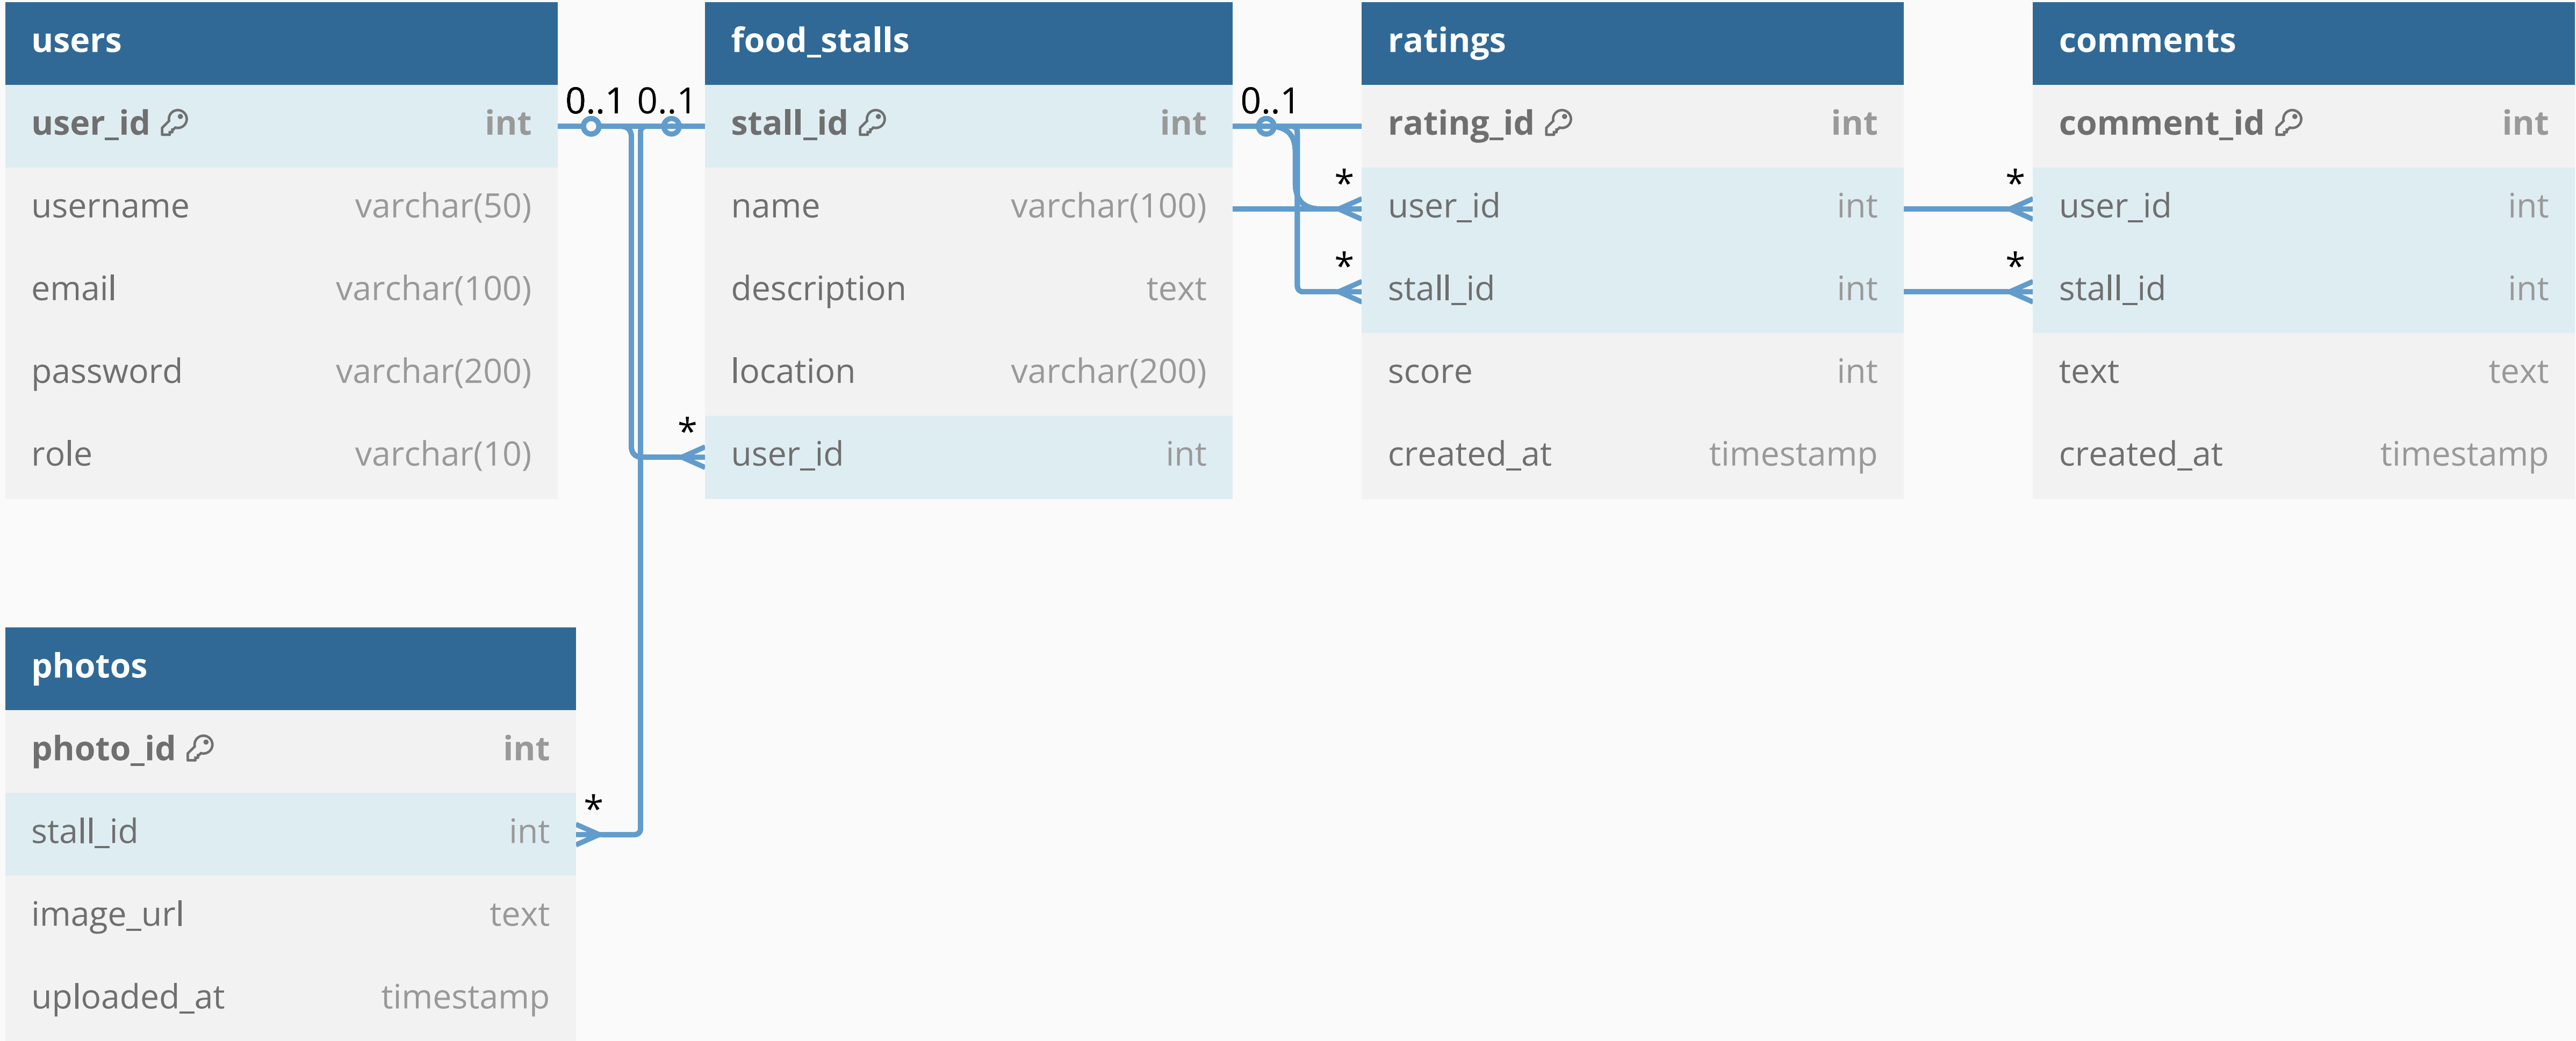 users
user_id int
username varchar(50)
email varchar(100)
password varchar(200)
role varchar(10)
0..1 0..1
*
food_stalls
stall_id int
name varchar(100)
description text
location varchar(200)
user_id int
0..1
*
*
ratings
rating_id int
user_id int
stall_id int
score int
created_at timestamp
*
*
comments
comment_id int
user_id int
stall_id int
text text
created_at timestamp
photos
photo_id int
stall_id int
image_url text
uploaded_at timestamp
*